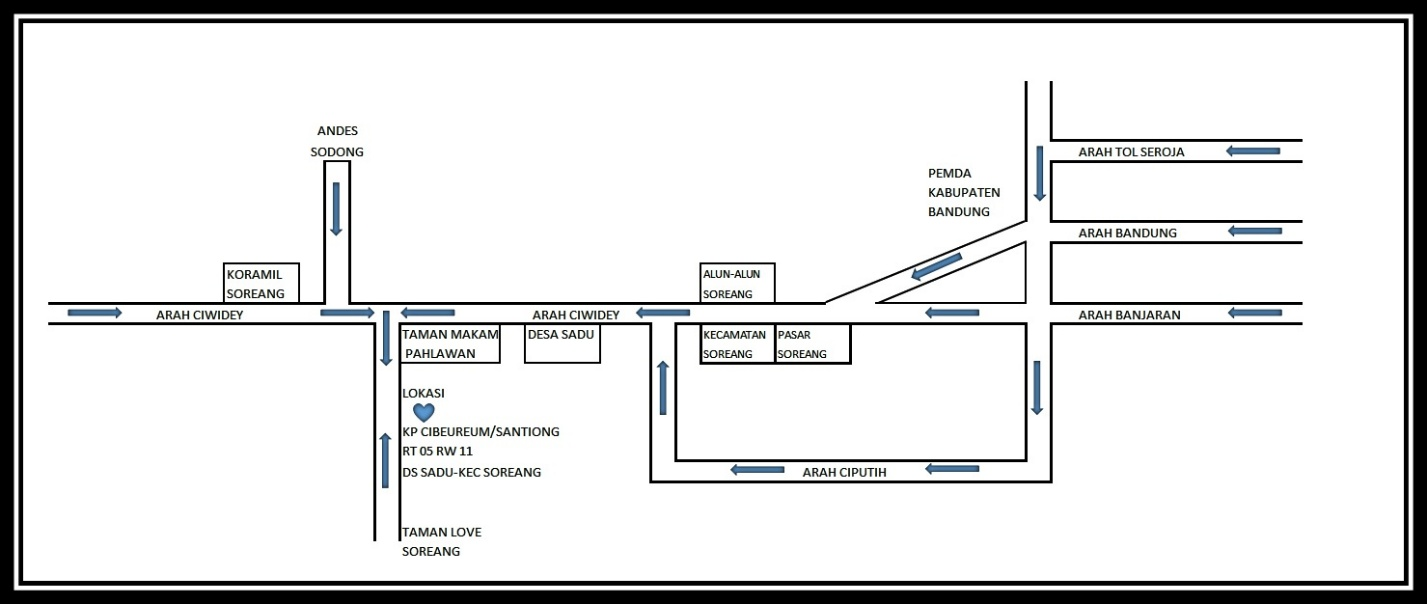 ANDES
SODONG
ARAH TOL SEROJA
PEMDA
KABUPATEN
BANDUNG
ARAH BANDUNG
KORAMIL
SOREANG
ALUN-ALUN
SOREANG
ARAH CIWIDEY
ARAH CIWIDEY
ARAH BANJARAN
TAMAN MAKAM
PAHLAWAN
DESA SADU
KECAMATAN
SOREANG
PASAR
SOREANG
LOKASI
KP CIBEUREUM/SANTIONG
RT 05 RW 11
DS SADU-KEC SOREANG
ARAH CIPUTIH
TAMAN LOVE
SOREANG